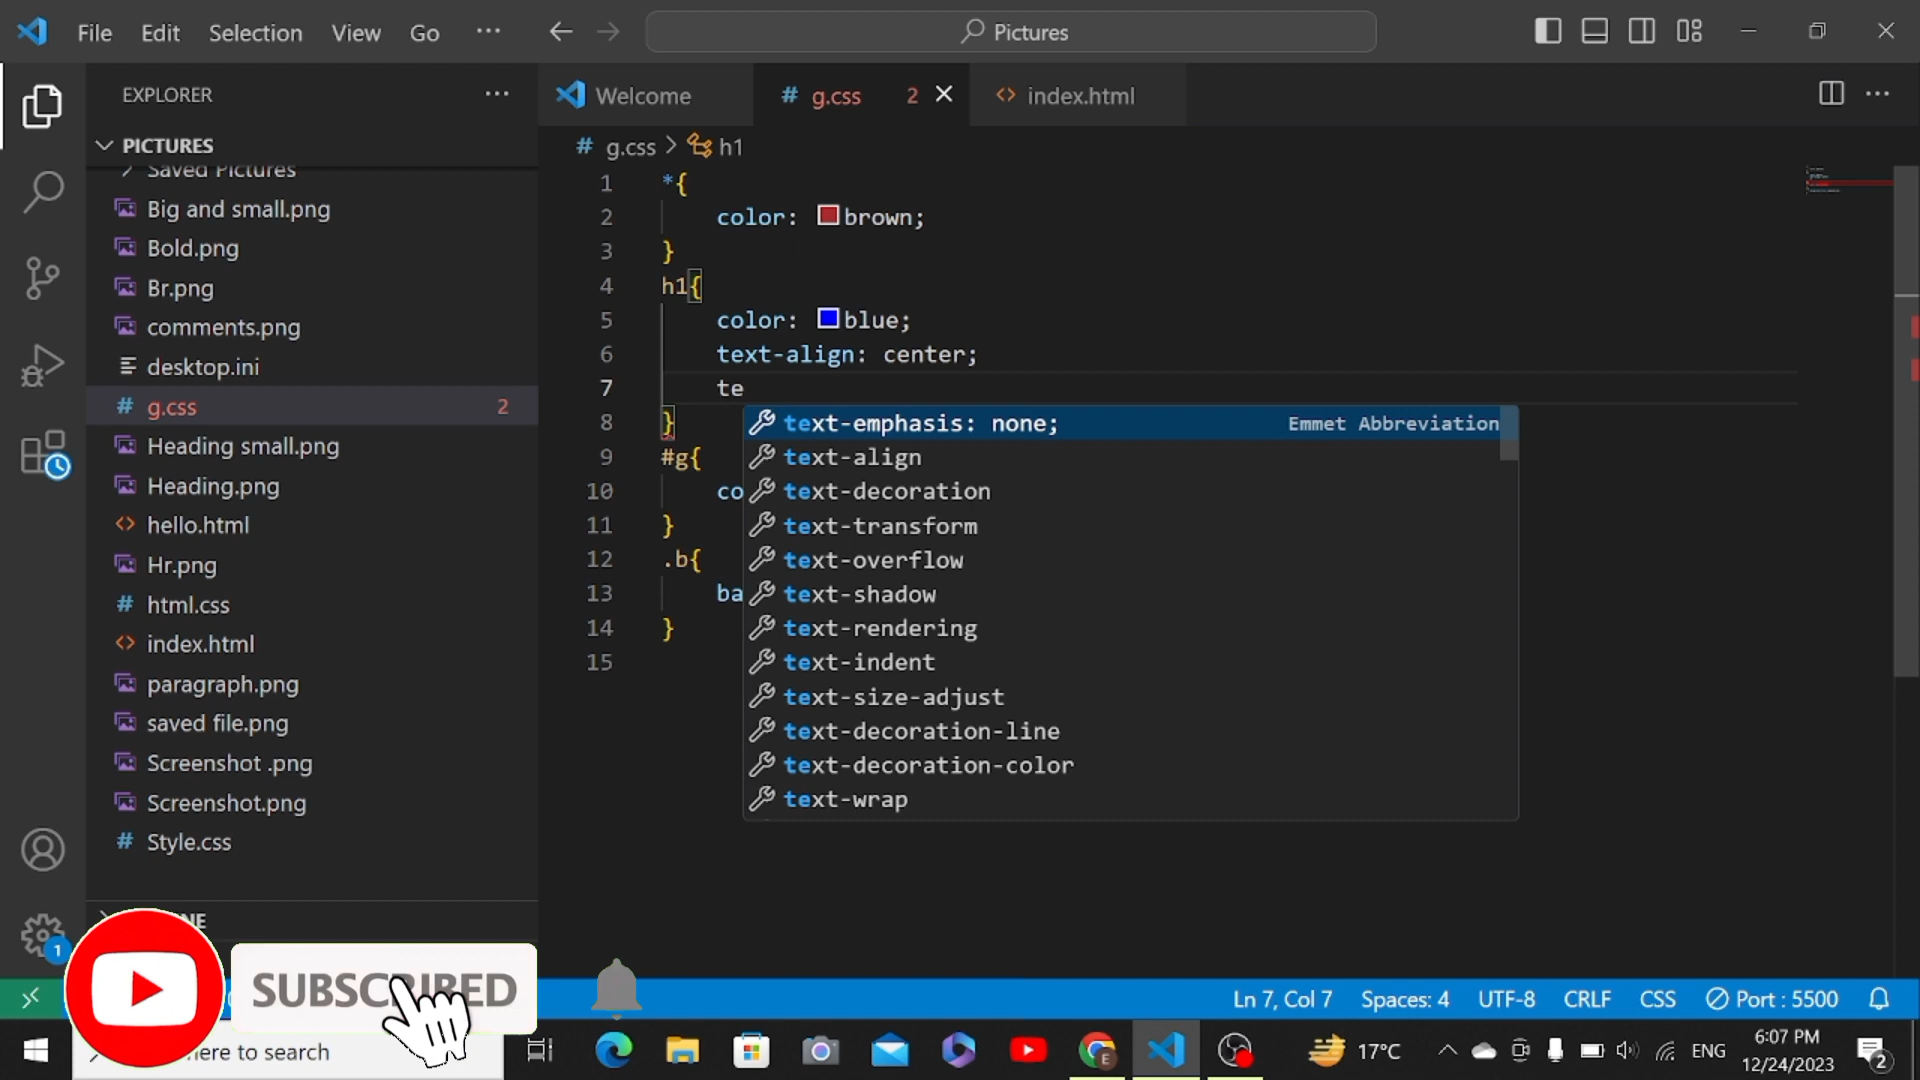 File Edit Selection View Go ··· Pictures
EXPLORER ···
Welcome # g.css 2 <> index.html ···
PICTURES
# g.css > h1
Saved Pictures
Big and small.png
Bold.png
Br.png
comments.png
desktop.ini
# g.css 2
Heading small.png
Heading.png
<> hello.html
Hr.png
# html.css
<> index.html
paragraph.png
saved file.png
Screenshot .png
Screenshot.png
# Style.css
1 *{
2 color: brown;
3 }
4 h1{
5 color: blue;
6 text-align: center;
7 te
8 }
9 #g{
10 co
11 }
12 .b{
13 ba
14 }
15
text-emphasis: none; Emmet Abbreviation
text-align
text-decoration
text-transform
text-overflow
text-shadow
text-rendering
text-indent
text-size-adjust
text-decoration-line
text-decoration-color
text-wrap
1
SUBSCRIBED
Ln 7, Col 7 Spaces: 4 UTF-8 CRLF CSS Port : 5500
here to search
17°C ENG 6:07 PM
12/24/2023 2